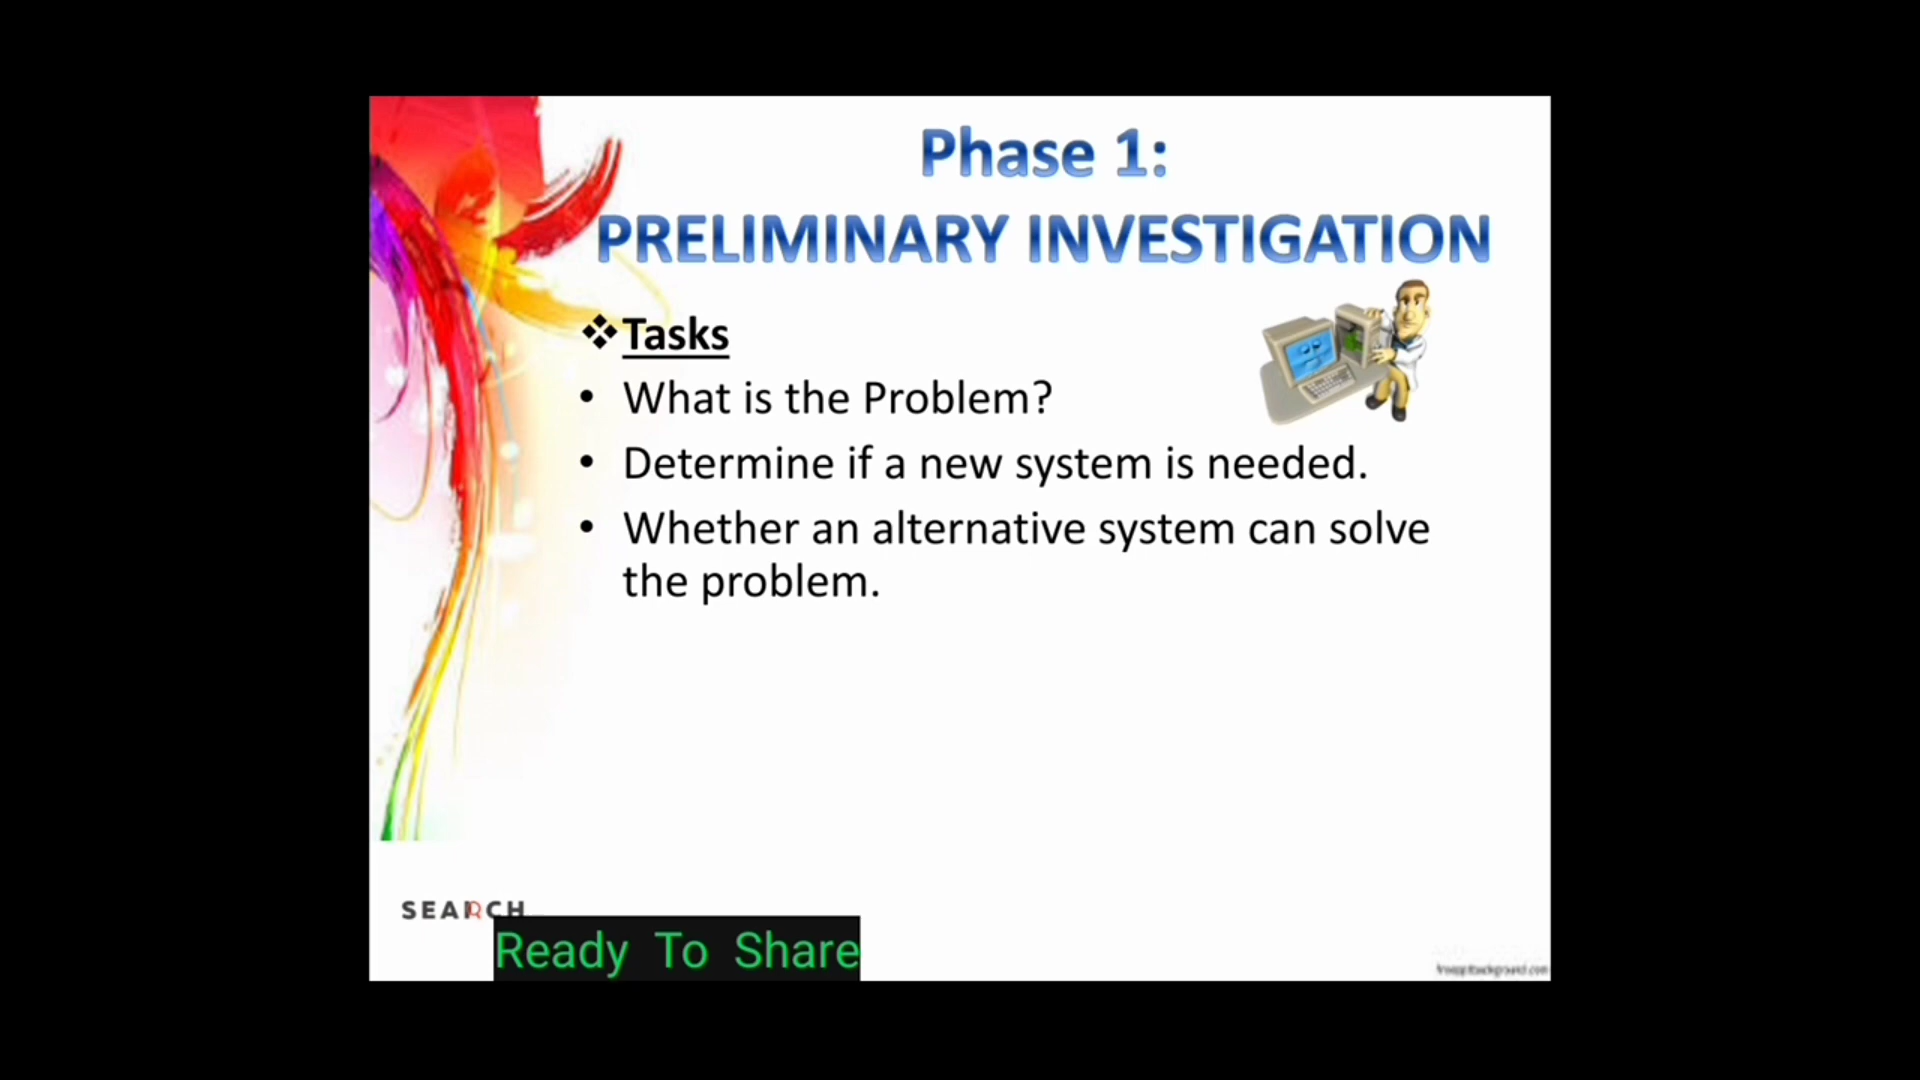 Phase 1:
PRELIMINARY INVESTIGATION
❖Tasks
• What is the Problem?
• Determine if a new system is needed.
• Whether an alternative system can solve
the problem.
SEARCH
Ready To Share